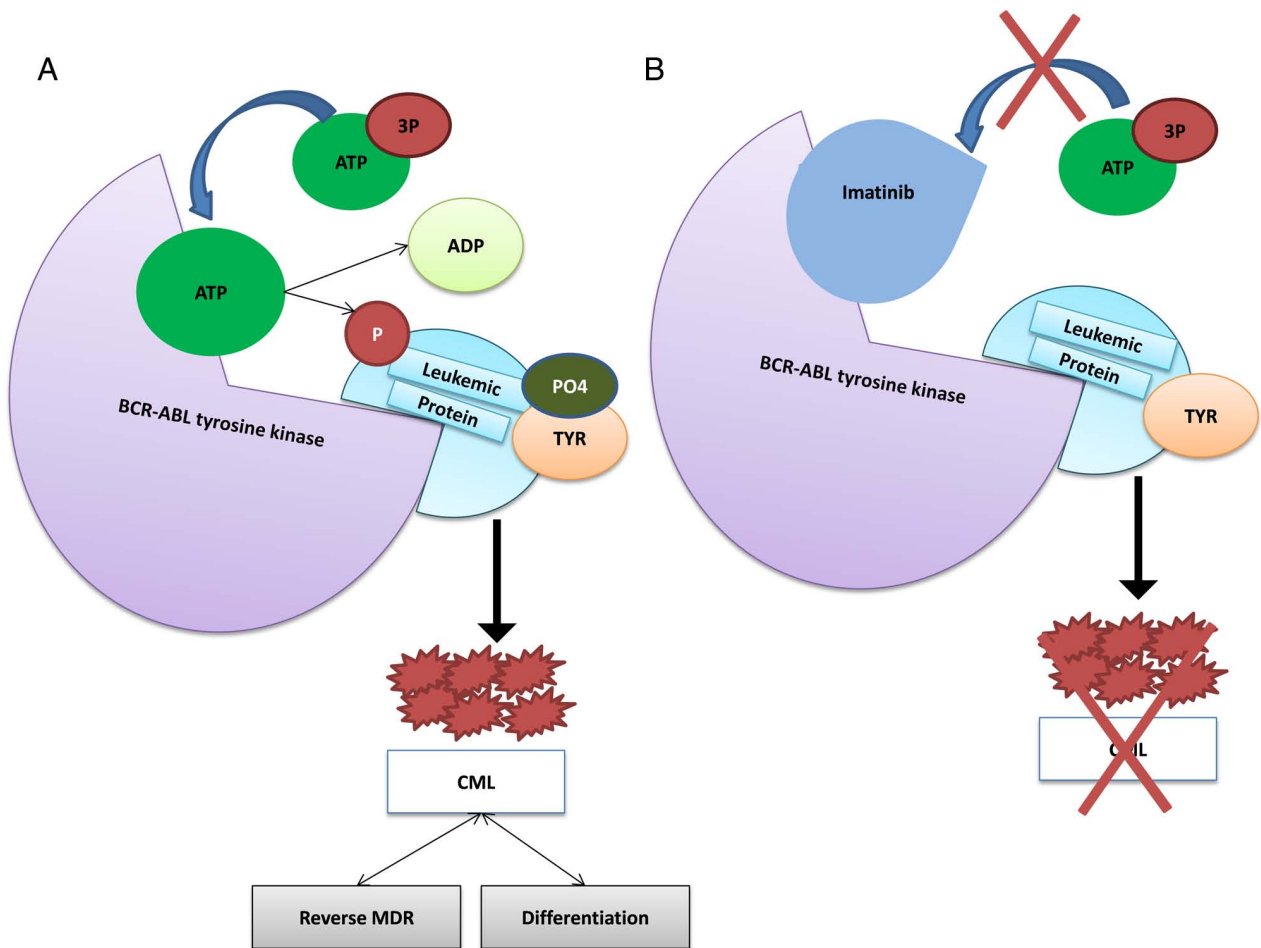 A
3P
ATP
ATP
ADP
P
Leukemic
Protein
PO4
TYR
BCR-ABL tyrosine kinase
CML
Reverse MDR
Differentiation
B
3P
ATP
Imatinib
BCR-ABL tyrosine kinase
Leukemic
Protein
TYR
CML